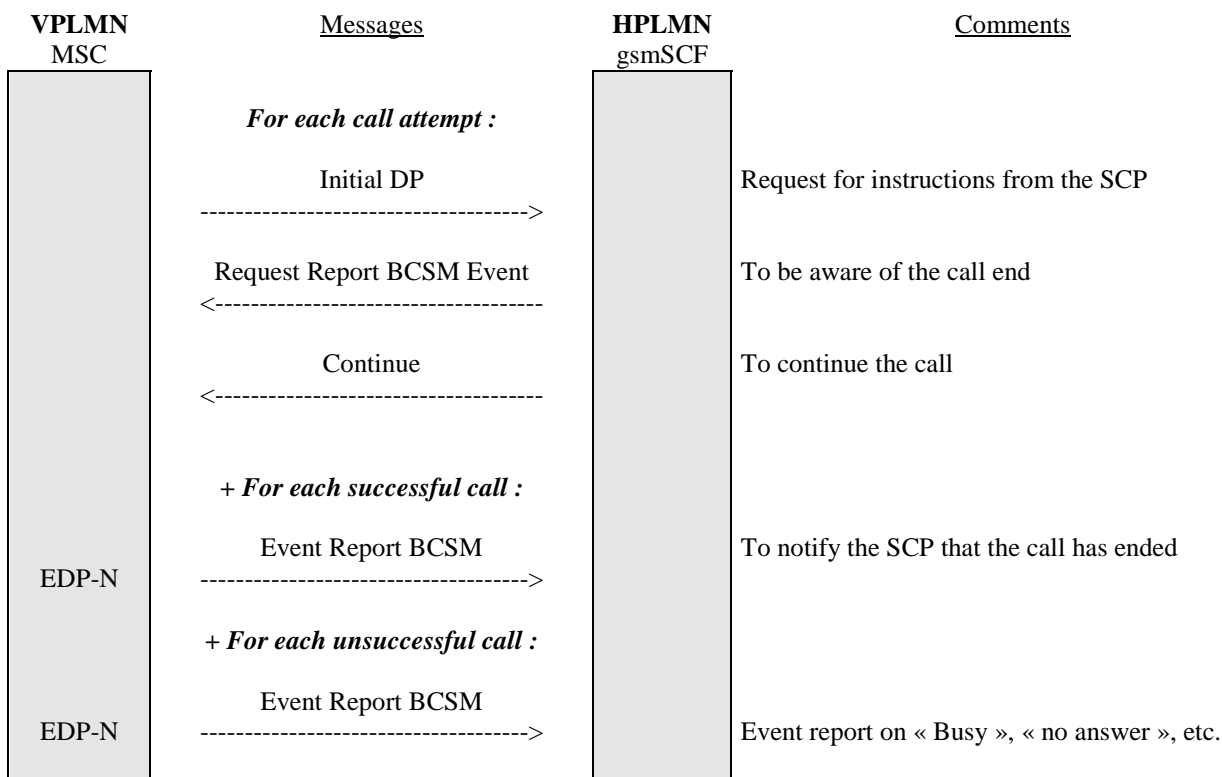 VPLMN Messages HPLMN Comments
MSC gsmSCF
For each call attempt :
Initial DP Request for instructions from the SCP
------------------------------------->
Request Report BCSM Event To be aware of the call end
<-------------------------------------
Continue To continue the call
<-------------------------------------
+ For each successful call :
Event Report BCSM To notify the SCP that the call has ended
EDP-N ------------------------------------->
+ For each unsuccessful call :
Event Report BCSM
EDP-N -------------------------------------> Event report on « Busy », « no answer », etc.